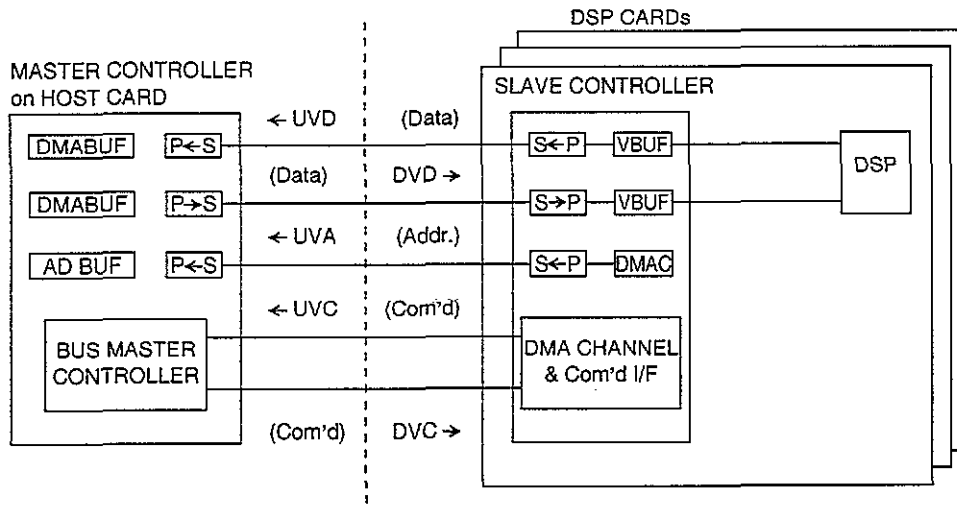 DSP CARDs
MASTER CONTROLLER
on HOST CARD
SLAVE CONTROLLER
← UVD (Data)
DMABUF P←S S←P VBUF
DSP
(Data) DVD →
DMABUF P→S S→P VBUF
← UVA (Addr.)
AD BUF P←S S←P DMAC
← UVC (Com'd)
BUS MASTER
CONTROLLER
DMA CHANNEL
& Com'd I/F
(Com'd) DVC →